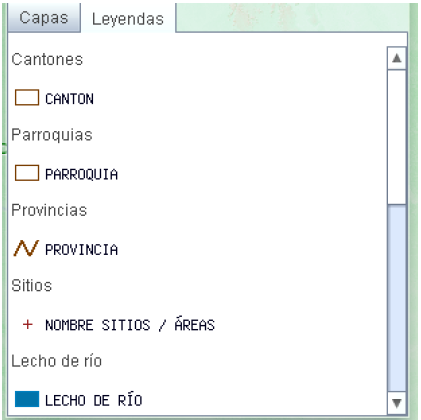 Capas Leyendas
Cantones
CANTON
Parroquias
PARROQUIA
Provincias
PROVINCIA
Sitios
NOMBRE SITIOS / ÁREAS
Lecho de río
LECHO DE RÍO